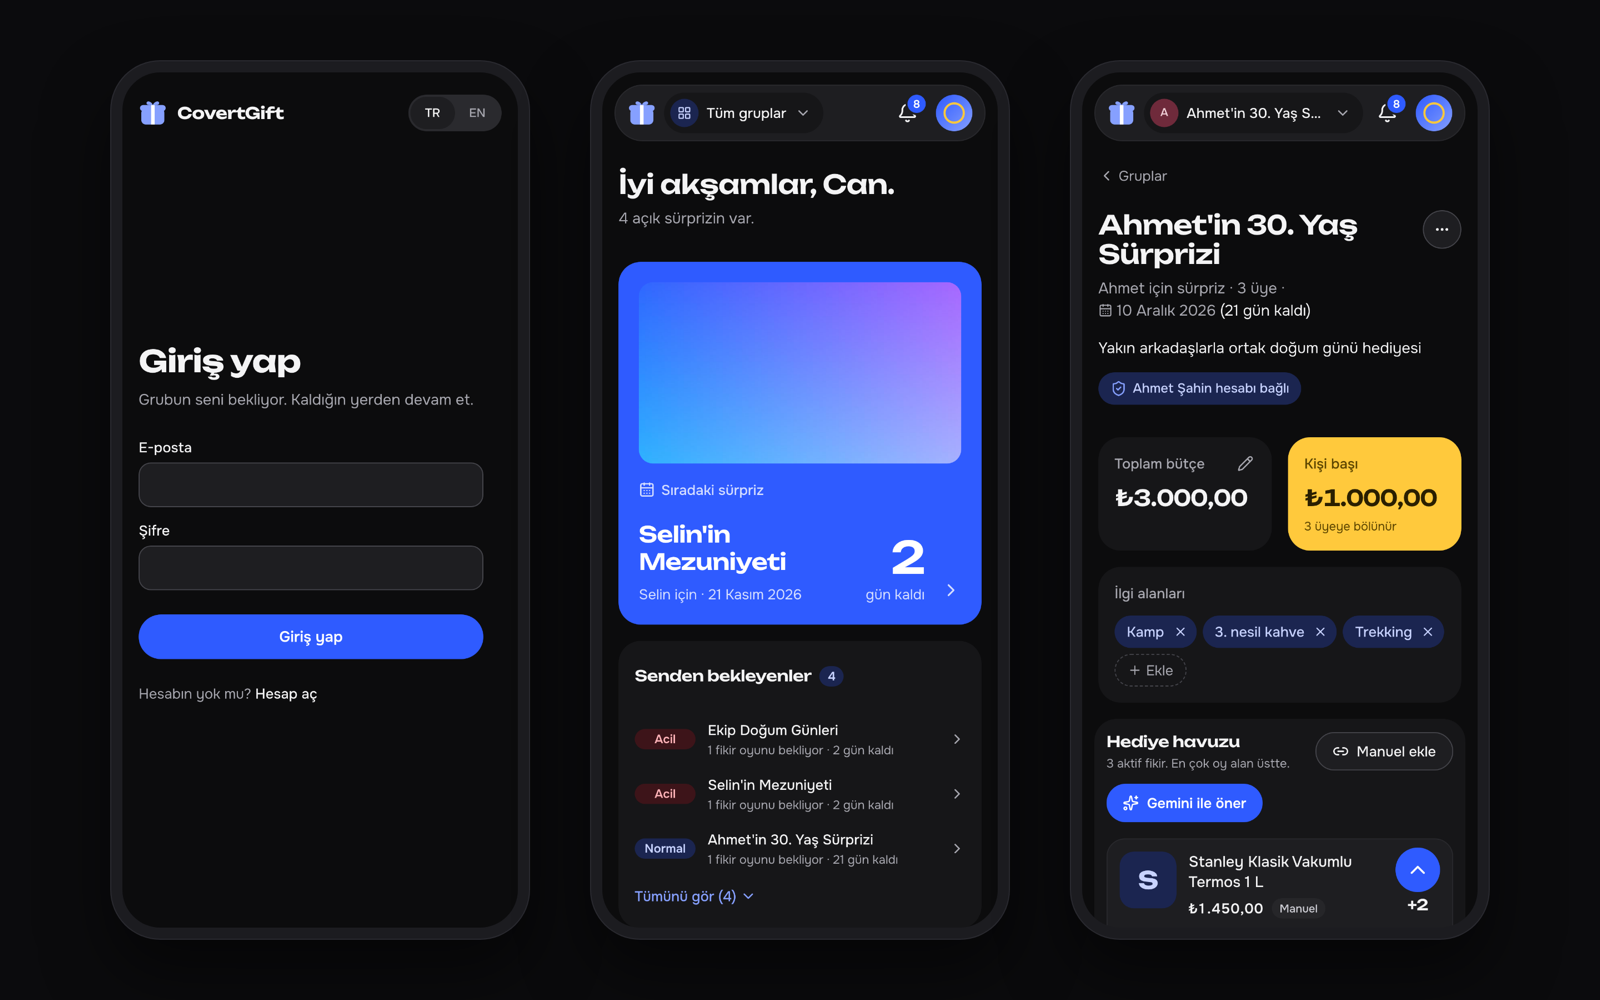 CovertGift
TR
EN
Giriş yap
Grubun seni bekliyor. Kaldığın yerden devam et.
E-posta
Şifre
Giriş yap
Hesabın yok mu? Hesap aç
Tüm gruplar
8
İyi akşamlar, Can.
4 açık sürprizin var.
Sıradaki sürpriz
Selin'in
Mezuniyeti
Selin için · 21 Kasım 2026
2
gün kaldı
Senden bekleyenler
4
Acil
Ekip Doğum Günleri
1 fikir oyunu bekliyor · 2 gün kaldı
Acil
Selin'in Mezuniyeti
1 fikir oyunu bekliyor · 2 gün kaldı
Normal
Ahmet'in 30. Yaş Sürprizi
1 fikir oyunu bekliyor · 21 gün kaldı
Tümünü gör (4)
A
Ahmet'in 30. Yaş S...
8
Gruplar
Ahmet'in 30. Yaş
Sürprizi
Ahmet için sürpriz · 3 üye ·
10 Aralık 2026 (21 gün kaldı)
Yakın arkadaşlarla ortak doğum günü hediyesi
Ahmet Şahin hesabı bağlı
Toplam bütçe
₺3.000,00
Kişi başı
₺1.000,00
3 üyeye bölünür
İlgi alanları
Kamp
3. nesil kahve
Trekking
+ Ekle
Hediye havuzu
3 aktif fikir. En çok oy alan üstte.
Manuel ekle
Gemini ile öner
S
Stanley Klasik Vakumlu
Termos 1 L
₺1.450,00
Manuel
+2